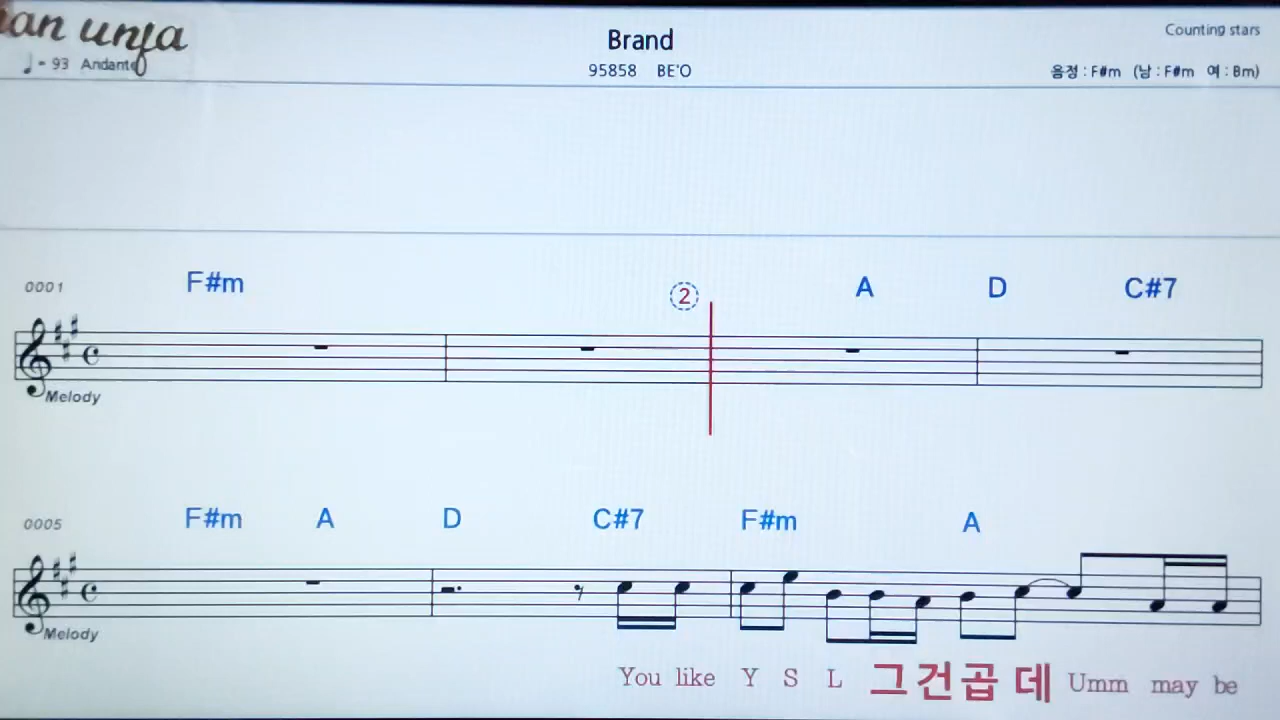 an unja
♩= 93 Andante
Brand
95858 BE'O
Counting stars
음정 : F#m (남 : F#m 여 : Bm)
0001 F#m 2 A D C#7
Melody
0005 F#m A D C#7 F#m A
Melody
You like Y S L 그건곱 데 Umm may be